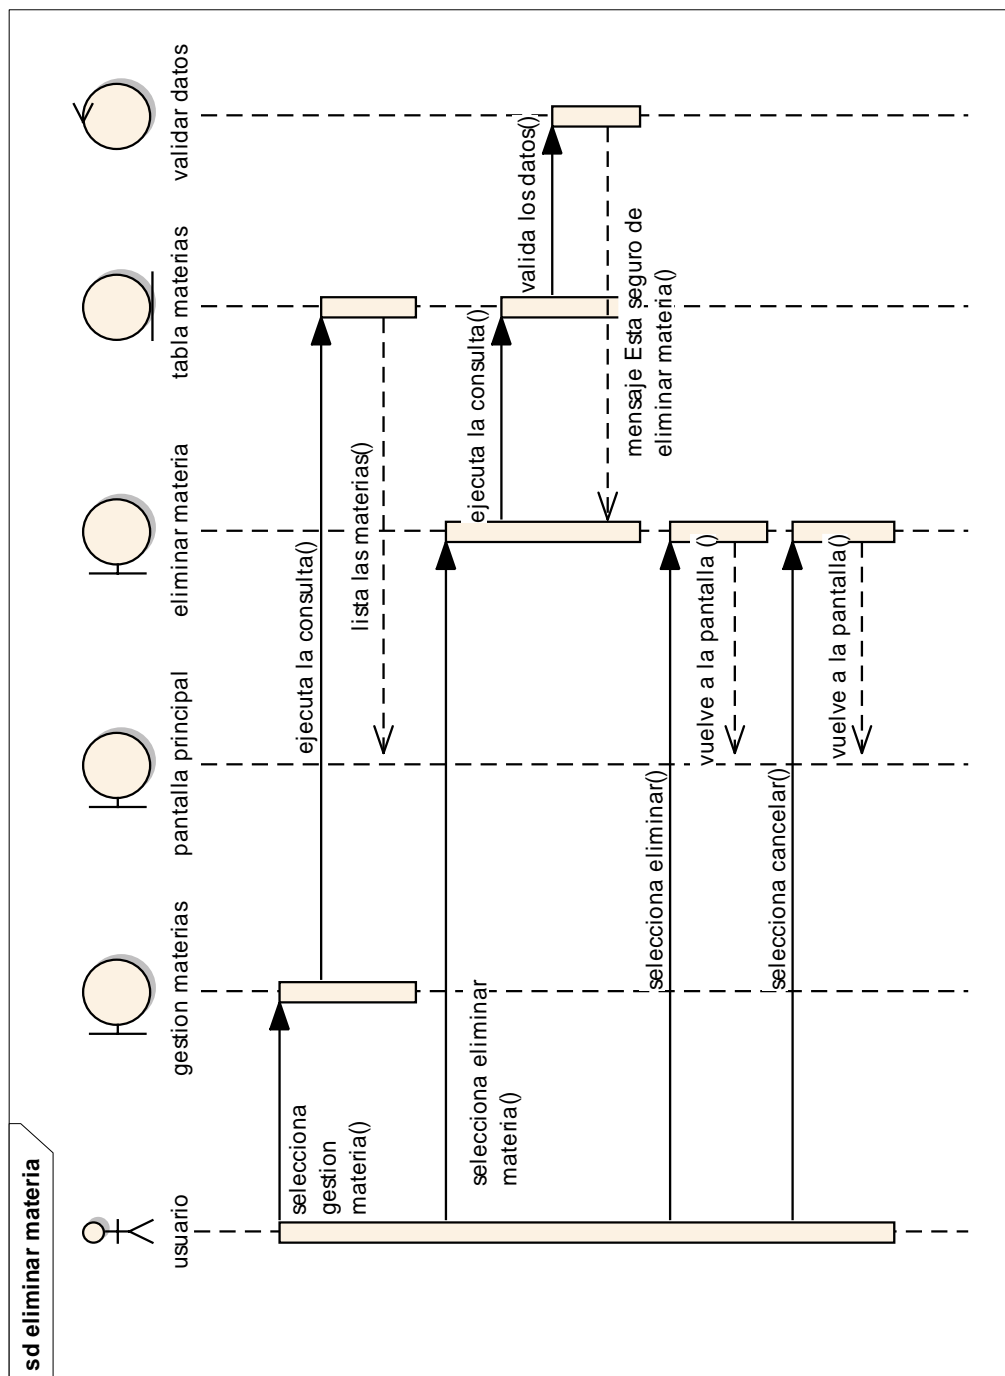 sd eliminar materia
usuario
gestion materias
pantalla principal
eliminar materia
tabla materias
validar datos
selecciona
gestion
materia()
ejecuta la consulta()
lista las materias()
selecciona eliminar
materia()
ejecuta la consulta()
valida los datos()
mensaje Esta seguro de
eliminar materia()
selecciona eliminar()
vuelve a la pantalla ()
selecciona cancelar()
vuelve a la pantalla()